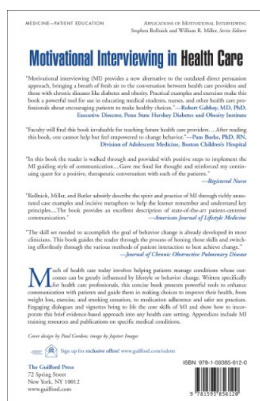 MEDICINE—PATIENT EDUCATION
APPLICATIONS OF MOTIVATIONAL INTERVIEWING
Stephen Rollnick and William R. Miller, Series Editors
Motivational Interviewing in Health Care
"Motivational interviewing (MI) provides a new alternative to the outdated direct persuasion
approach, bringing a breath of fresh air to the conversation between health care providers and
those with chronic diseases like diabetes and obesity. Practical examples and exercises make this
book a powerful tool for use in educating medical students, nurses, and other health care pro-
fessionals about encouraging patients to make healthy choices."—Robert Gabbay, MD, PhD,
Executive Director, Penn State Hershey Diabetes and Obesity Institute
"Faculty will find this book invaluable for teaching future health care providers.…After reading
this book, one cannot help but feel empowered to change behavior."—Pam Burke, PhD, RN,
Division of Adolescent Medicine, Boston Children's Hospital
"In this book the reader is walked through and provided with positive steps to implement the
MI guiding style of communication.…Gave me food for thought and reinforced my contin-
uing quest for a positive, therapeutic conversation with each of the patients."
—Registered Nurse
"Rollnick, Miller, and Butler adroitly describe the spirit and practice of MI through richly anno-
tated case examples and incisive metaphors to help the learner remember and understand key
principles.…The book provides an excellent description of state-of-the-art patient-centered
communication."—American Journal of Lifestyle Medicine
"The skill set needed to accomplish the goal of behavior change is already developed in most
clinicians. This book guides the reader through the process of honing those skills and switch-
ing effortlessly through the various methods of patient instruction to best achieve change."
—Journal of Chronic Obstructive Pulmonary Disease
Much of health care today involves helping patients manage conditions whose out-
comes can be greatly influenced by lifestyle or behavior change. Written specifically
for health care professionals, this concise book presents powerful tools to enhance
communication with patients and guide them in making choices to improve their health, from
weight loss, exercise, and smoking cessation, to medication adherence and safer sex practices.
Engaging dialogues and vignettes bring to life the core skills of MI and show how to incor-
porate this brief evidence-based approach into any health care setting. Appendices include MI
training resources and publications on specific medical conditions.
Cover design by Paul Gordon; image by Jupiter Images
Sign up for exclusive offers! www.guilford.com/ealerts
The Guilford Press
72 Spring Street
New York, NY 10012
www.guilford.com
ISBN 978-1-59385-612-0
9 781593 856120